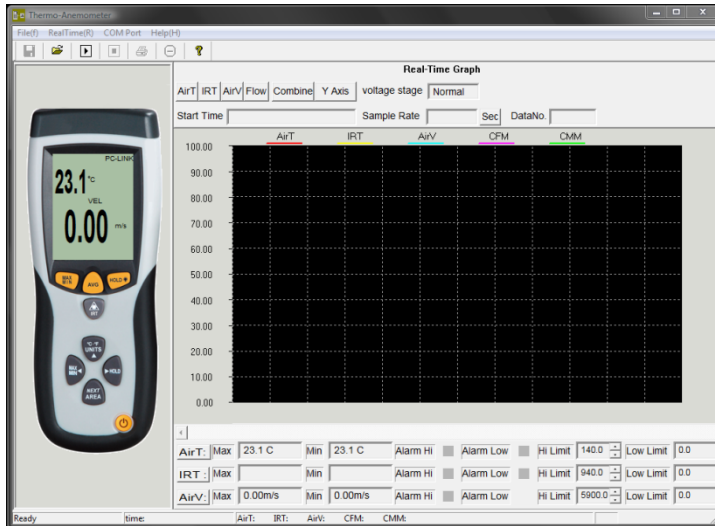 Thermo-Anemometer
File(f) RealTime(R) COM Port Help(H)
Real-Time Graph
AirT IRT AirV Flow Combine Y Axis voltage stage Normal
Start Time Sample Rate Sec DataNo.
AirT IRT AirV CFM CMM
100.00
90.00
80.00
70.00
60.00
50.00
40.00
30.00
20.00
10.00
0.00
PC-LINK
23.1 °C
VEL
0.00 m/s
MAX MIN AVG HOLD
IRT
°C °F
UNITS
MAX MIN HOLD
NEXT
AREA
AirT: Max 23.1 C Min 23.1 C Alarm Hi Alarm Low Hi Limit 140.0 Low Limit 0.0
IRT : Max Min Alarm Hi Alarm Low Hi Limit 940.0 Low Limit 0.0
AirV: Max 0.00m/s Min 0.00m/s Alarm Hi Alarm Low Hi Limit 5900.0 Low Limit 0.0
Ready time: AirT: IRT: AirV: CFM: CMM: